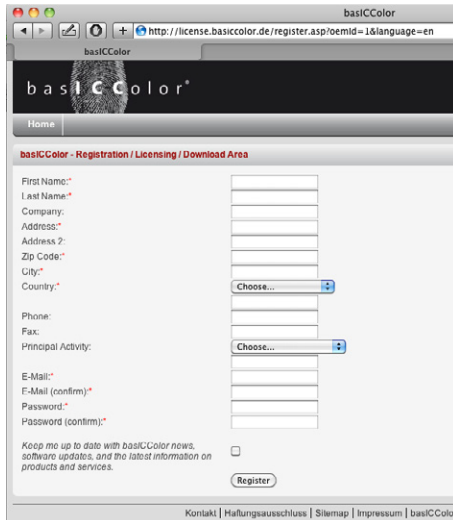 basICColor
http://license.basiccolor.de/register.asp?oemId=1&language=en
basICColor
basICColor®
Home
basICColor - Registration / Licensing / Download Area
First Name:*
Last Name:*
Company:
Address:*
Address 2:
Zip Code:*
City:*
Country:* Choose...
Phone:
Fax:
Principal Activity: Choose...
E-Mail:*
E-Mail (confirm):*
Password:*
Password (confirm):*
Keep me up to date with basICColor news,
software updates, and the latest information on
products and services.
Register
Kontakt | Haftungsausschluss | Sitemap | Impressum | basICColo